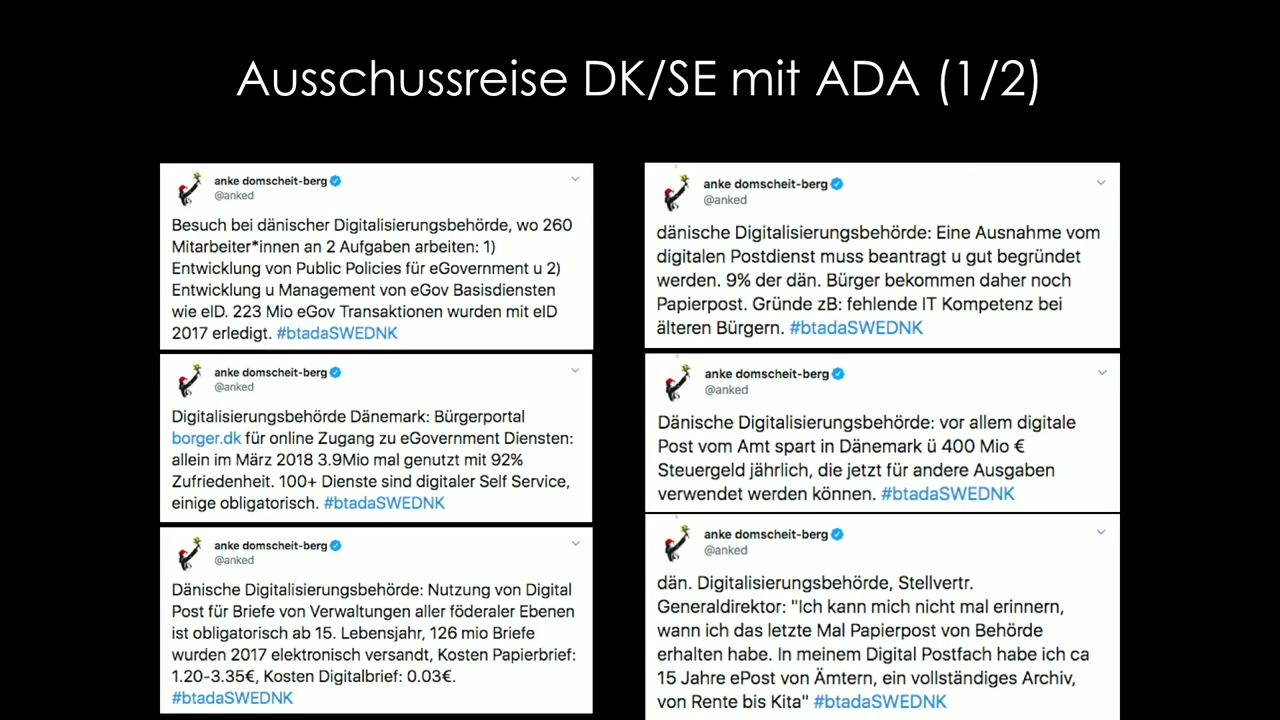 Ausschussreise DK/SE mit ADA (1/2)
anke domscheit-berg
@anked
Besuch bei dänischer Digitalisierungsbehörde, wo 260
Mitarbeiter*innen an 2 Aufgaben arbeiten: 1)
Entwicklung von Public Policies für eGovernment u 2)
Entwicklung u Management von eGov Basisdiensten
wie eID. 223 Mio eGov Transaktionen wurden mit eID
2017 erledigt. #btadaSWEDNK
anke domscheit-berg
@anked
Digitalisierungsbehörde Dänemark: Bürgerportal
borger.dk für online Zugang zu eGovernment Diensten:
allein im März 2018 3.9Mio mal genutzt mit 92%
Zufriedenheit. 100+ Dienste sind digitaler Self Service,
einige obligatorisch. #btadaSWEDNK
anke domscheit-berg
@anked
Dänische Digitalisierungsbehörde: Nutzung von Digital
Post für Briefe von Verwaltungen aller föderaler Ebenen
ist obligatorisch ab 15. Lebensjahr, 126 mio Briefe
wurden 2017 elektronisch versandt, Kosten Papierbrief:
1.20-3.35€, Kosten Digitalbrief: 0.03€.
#btadaSWEDNK
anke domscheit-berg
@anked
dänische Digitalisierungsbehörde: Eine Ausnahme vom
digitalen Postdienst muss beantragt u gut begründet
werden. 9% der dän. Bürger bekommen daher noch
Papierpost. Gründe zB: fehlende IT Kompetenz bei
älteren Bürgern. #btadaSWEDNK
anke domscheit-berg
@anked
Dänische Digitalisierungsbehörde: vor allem digitale
Post vom Amt spart in Dänemark ü 400 Mio €
Steuergeld jährlich, die jetzt für andere Ausgaben
verwendet werden können. #btadaSWEDNK
anke domscheit-berg
@anked
dän. Digitalisierungsbehörde, Stellvertr.
Generaldirektor: "Ich kann mich nicht mal erinnern,
wann ich das letzte Mal Papierpost von Behörde
erhalten habe. In meinem Digital Postfach habe ich ca
15 Jahre ePost von Ämtern, ein vollständiges Archiv,
von Rente bis Kita" #btadaSWEDNK